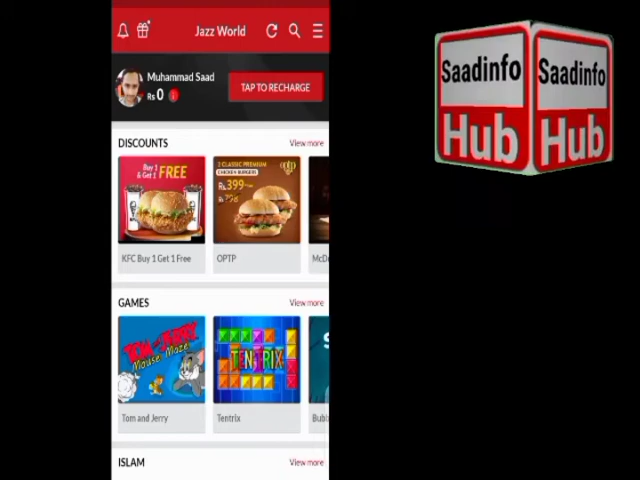 Jazz World
Muhammad Saad
Rs 0
TAP TO RECHARGE
DISCOUNTS
View more
Buy 1
& Get 1 FREE
2 CLASSIC PREMIUM
CHICKEN BURGERS
Rs.399
KFC Buy 1 Get 1 Free
OPTP
McD
GAMES
View more
TOM and JERRY
Mouse Maze
TENTRIX
S
Tom and Jerry
Tentrix
Bubb
ISLAM
View more
Saadinfo
Hub
Saadinfo
Hub